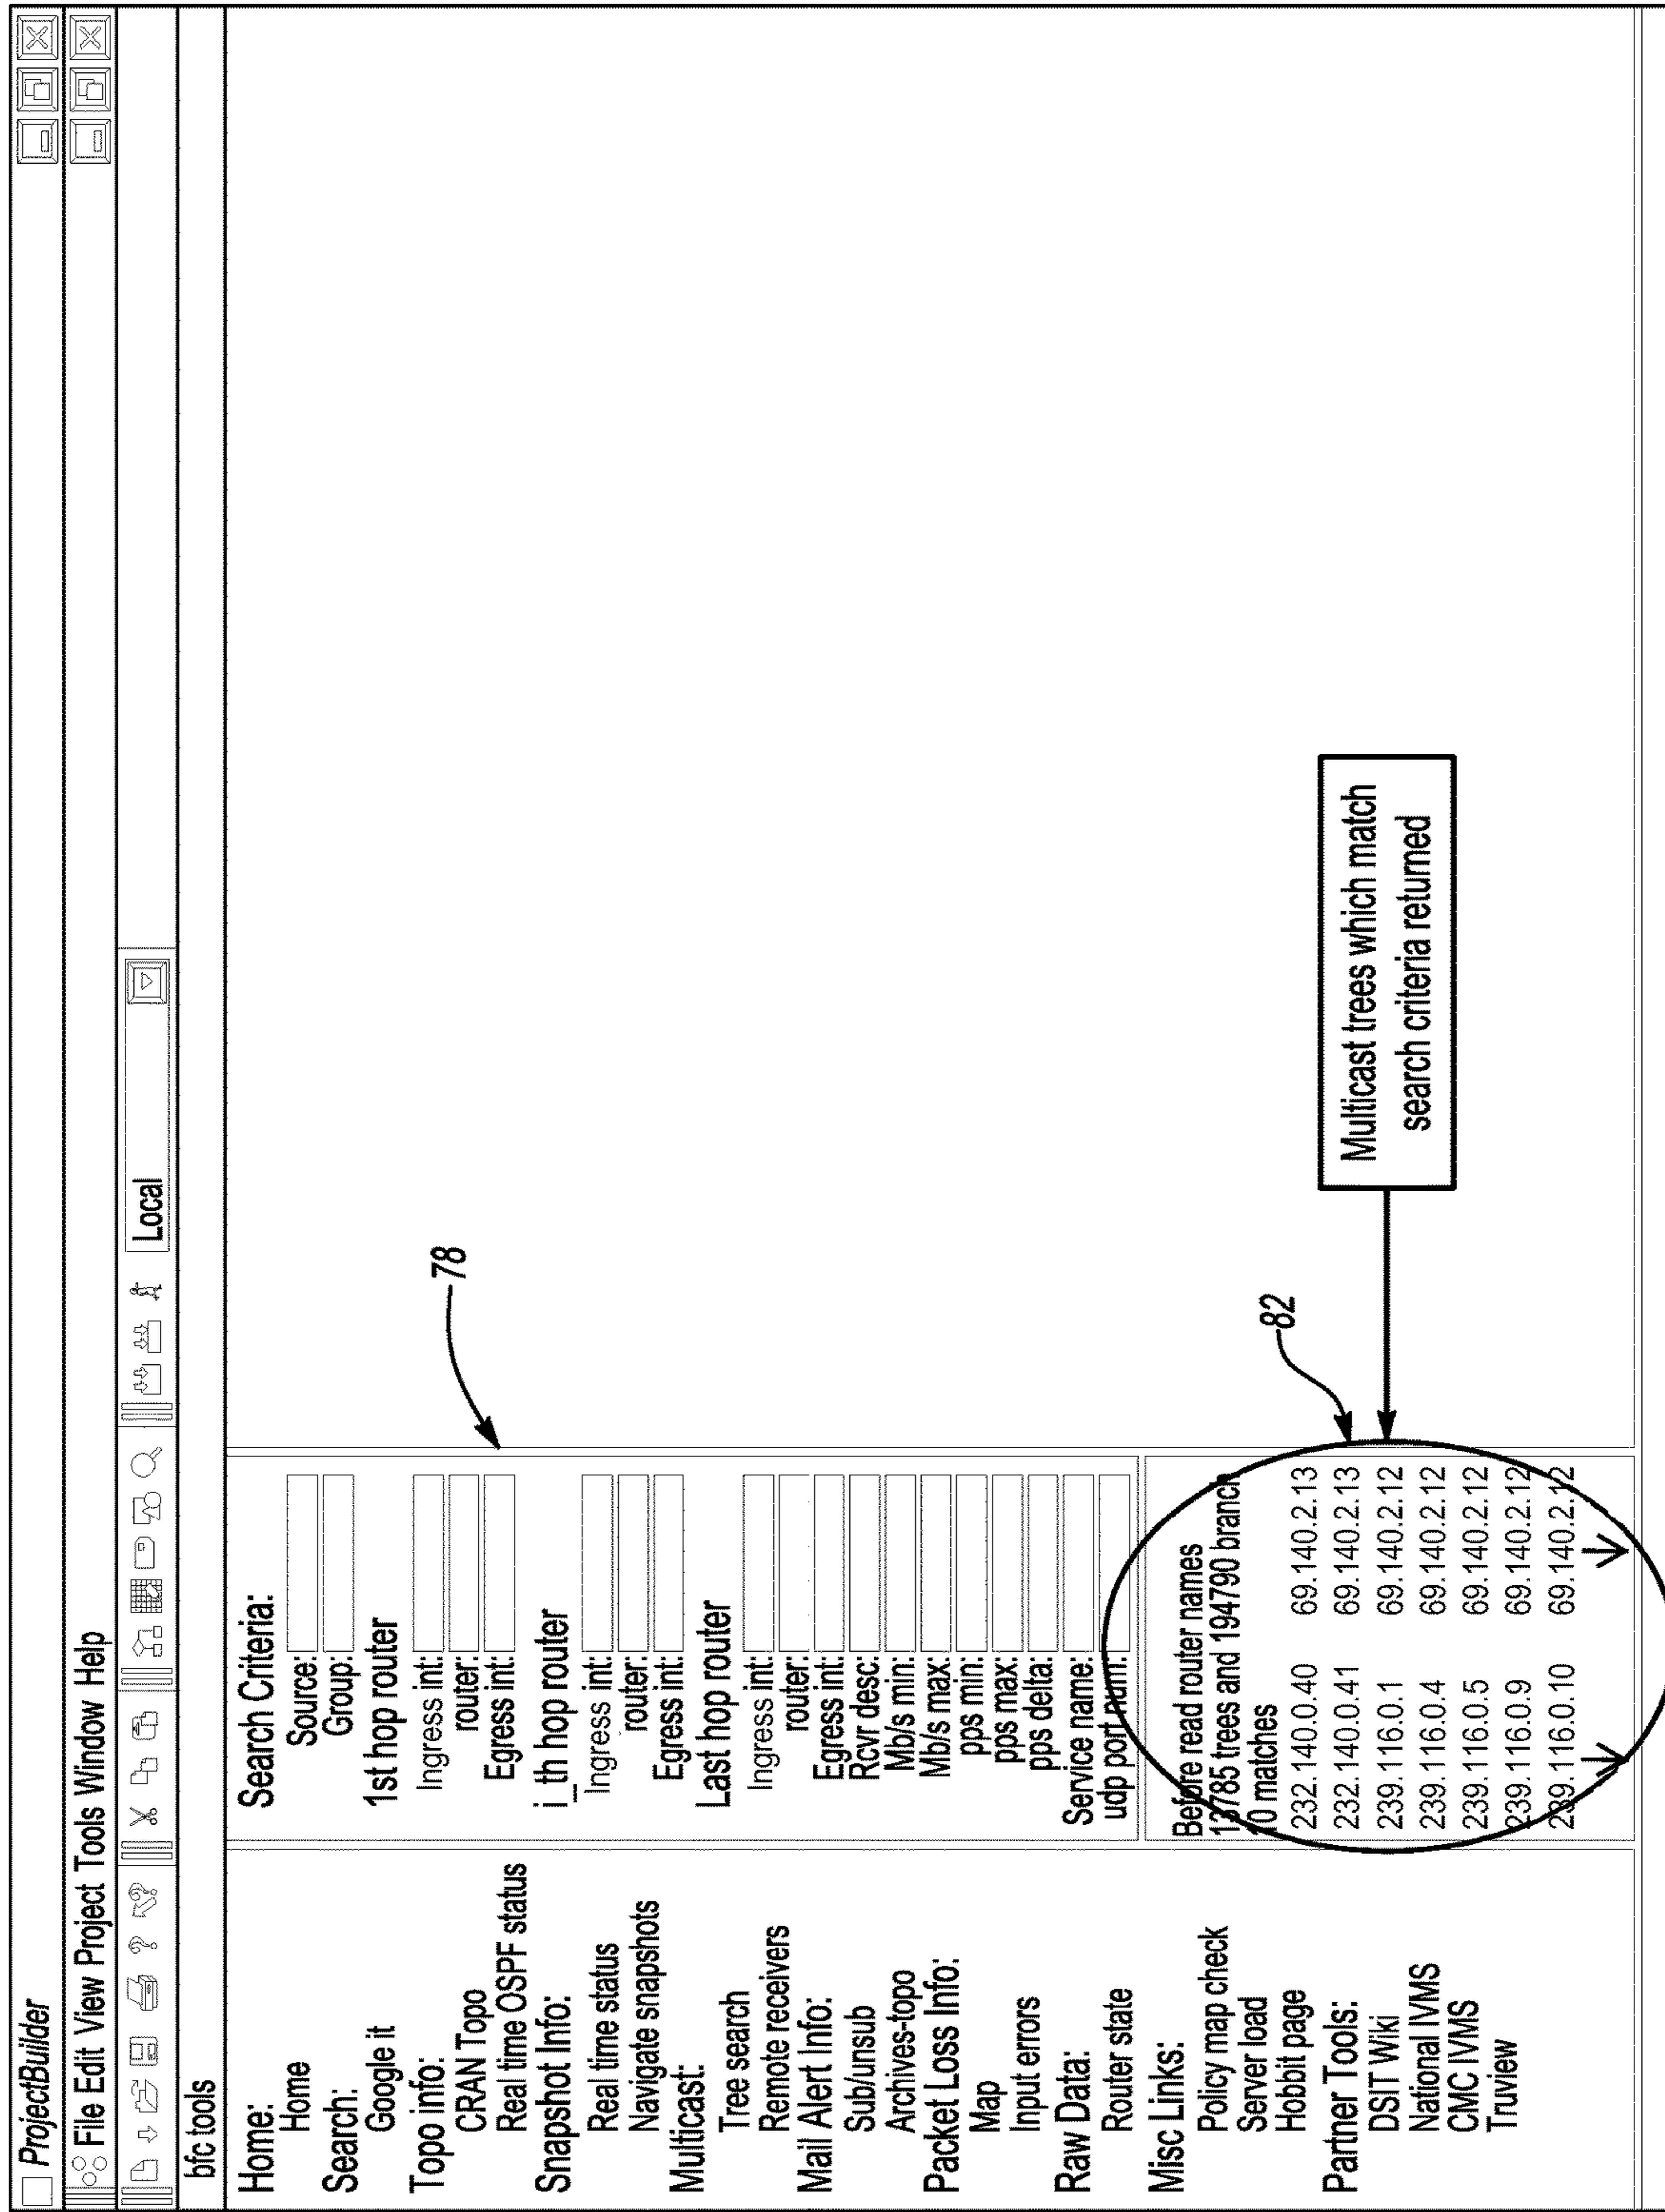 ProjectBuilder
File Edit View Project Tools Window Help
Local
bfc tools
Home:
Home
Search:
Google it
Topo info:
CRAN Topo
Real time OSPF status
Snapshot Info:
Real time status
Navigate snapshots
Multicast:
Tree search
Remote receivers
Mail Alert Info:
Sub/unsub
Archives-topo
Packet Loss Info:
Map
Input errors
Raw Data:
Router state
Misc Links:
Policy map check
Server load
Hobbit page
Partner Tools:
DSIT Wiki
National IVMS
CMC IVMS
Truview
Search Criteria:
Source:
Group:
1st hop router
Ingress int:
router:
Egress int:
i_th hop router
Ingress int:
router:
Egress int:
Last hop router
Ingress int:
router:
Egress int:
Rcvr desc:
Mb/s min:
Mb/s max:
pps min:
pps max:
pps delta:
Service name:
udp port num:
Before read router names
13785 trees and 194790 branch
10 matches
232.140.0.40 69.140.2.13
232.140.0.41 69.140.2.13
239.116.0.1 69.140.2.12
239.116.0.4 69.140.2.12
239.116.0.5 69.140.2.12
239.116.0.9 69.140.2.12
239.116.0.10 69.140.2.12
78
82
Multicast trees which match
search criteria returned